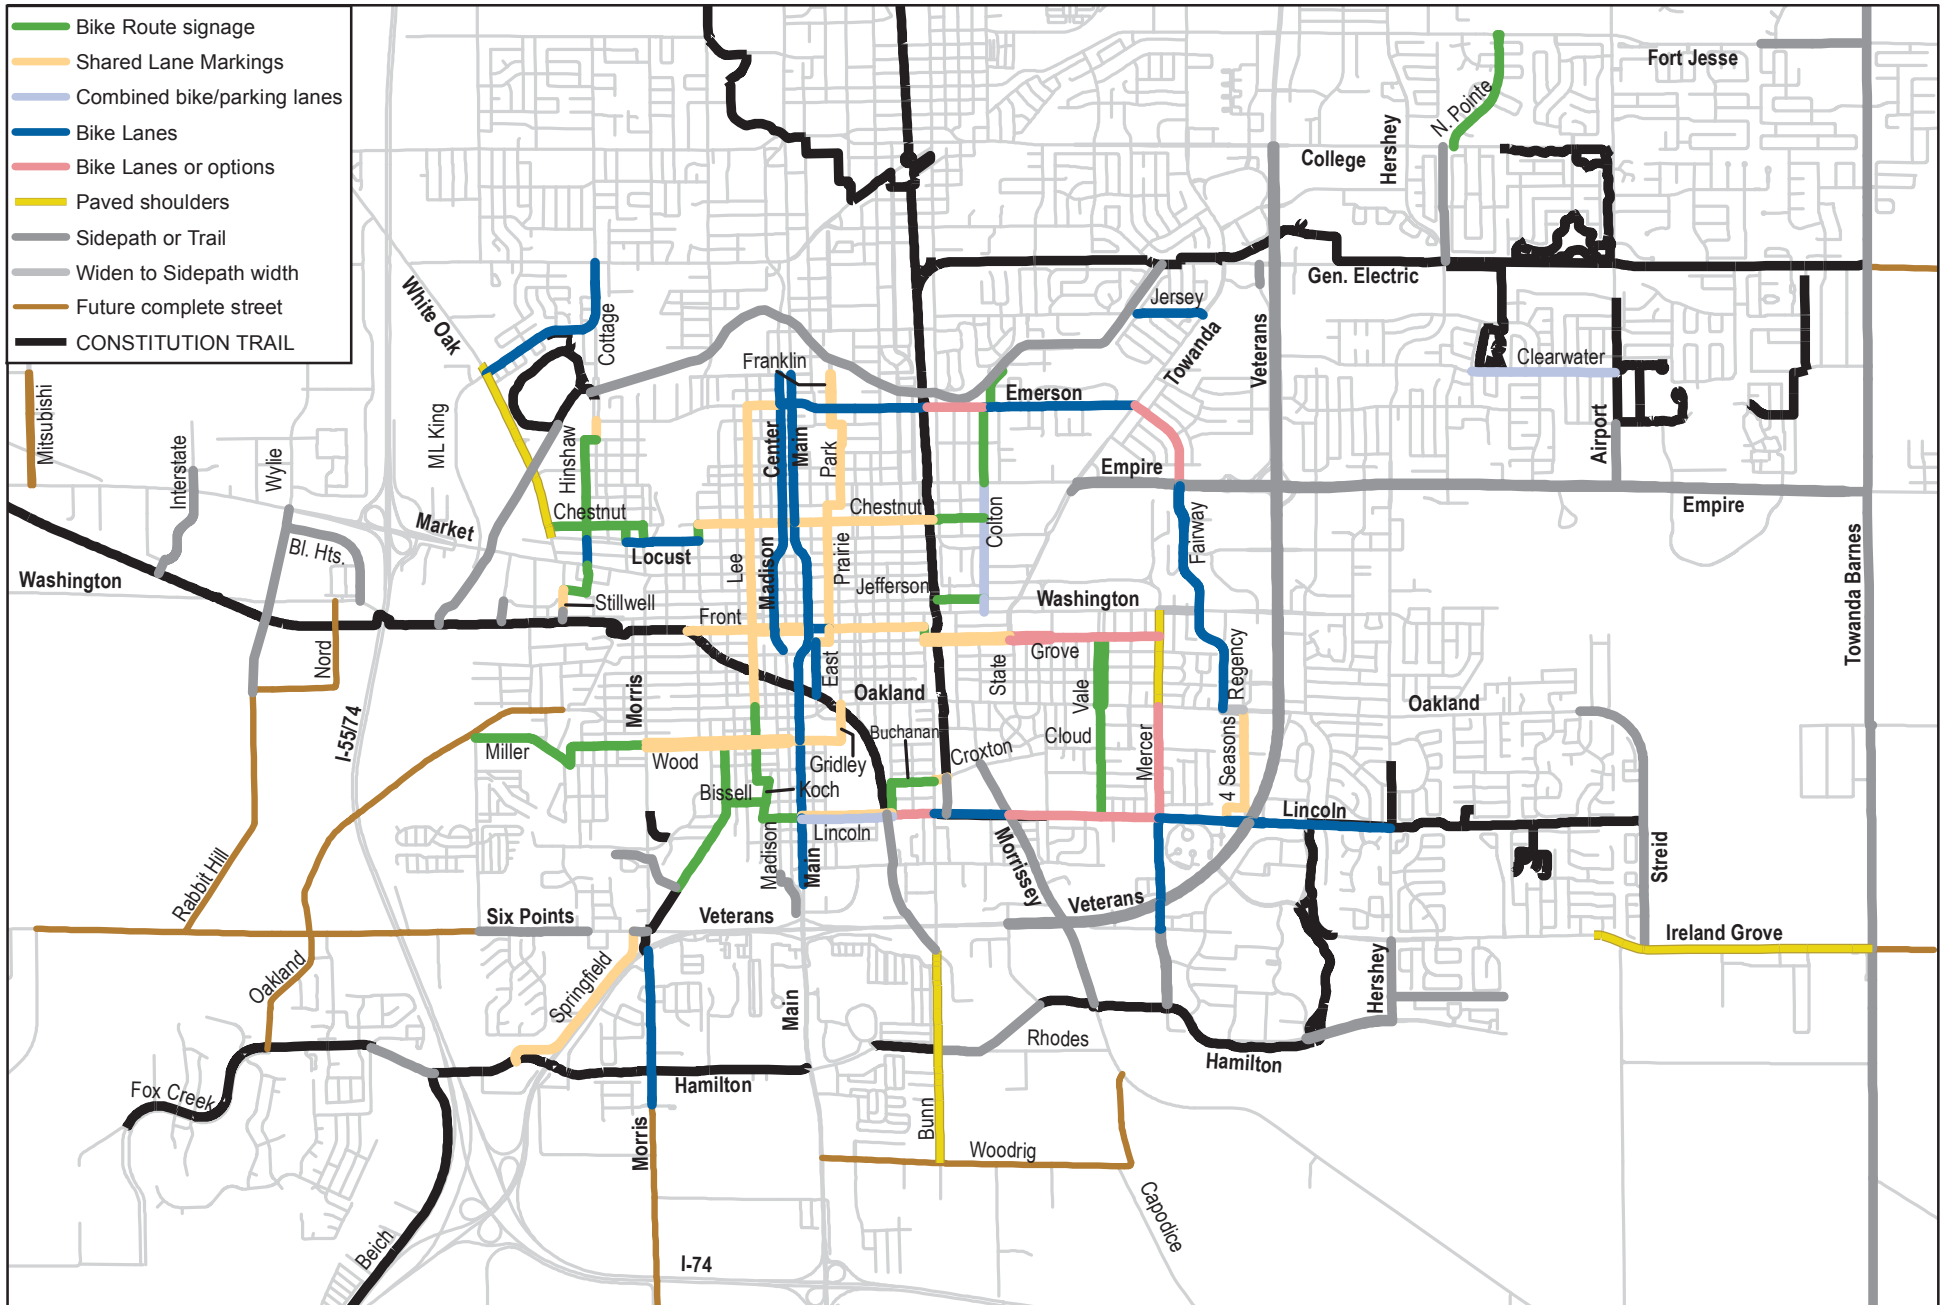 Bike Route signage
Shared Lane Markings
Combined bike/parking lanes
Bike Lanes
Bike Lanes or options
Paved shoulders
Sidepath or Trail
Widen to Sidepath width
Future complete street
CONSTITUTION TRAIL
Fort Jesse
N. Pointe
Hershey
College
Gen. Electric
White Oak
Cottage
Jersey
Towanda
Veterans
Franklin
Clearwater
Emerson
Mitsubishi
Interstate
Wylie
ML King
Hinshaw
Center
Main
Park
Airport
Empire
Empire
Chestnut
Chestnut
Market
Colton
Fairway
Bl. Hts.
Locust
Lee
Madison
Prairie
Jefferson
Towanda Barnes
Washington
Stillwell
Front
Washington
Nord
Grove
State
East
Oakland
Vale
Regency
Oakland
Morris
I-55/74
Miller
Wood
Gridley
Buchanan
Croxton
Cloud
Mercer
4 Seasons
Bissell
Koch
Lincoln
Lincoln
Madison
Main
Morrissey
Streid
Rabbit Hill
Six Points
Veterans
Veterans
Ireland Grove
Oakland
Springfield
Main
Hershey
Rhodes
Hamilton
Fox Creek
Hamilton
Bunn
Morris
Woodrig
Capodice
Beich
I-74